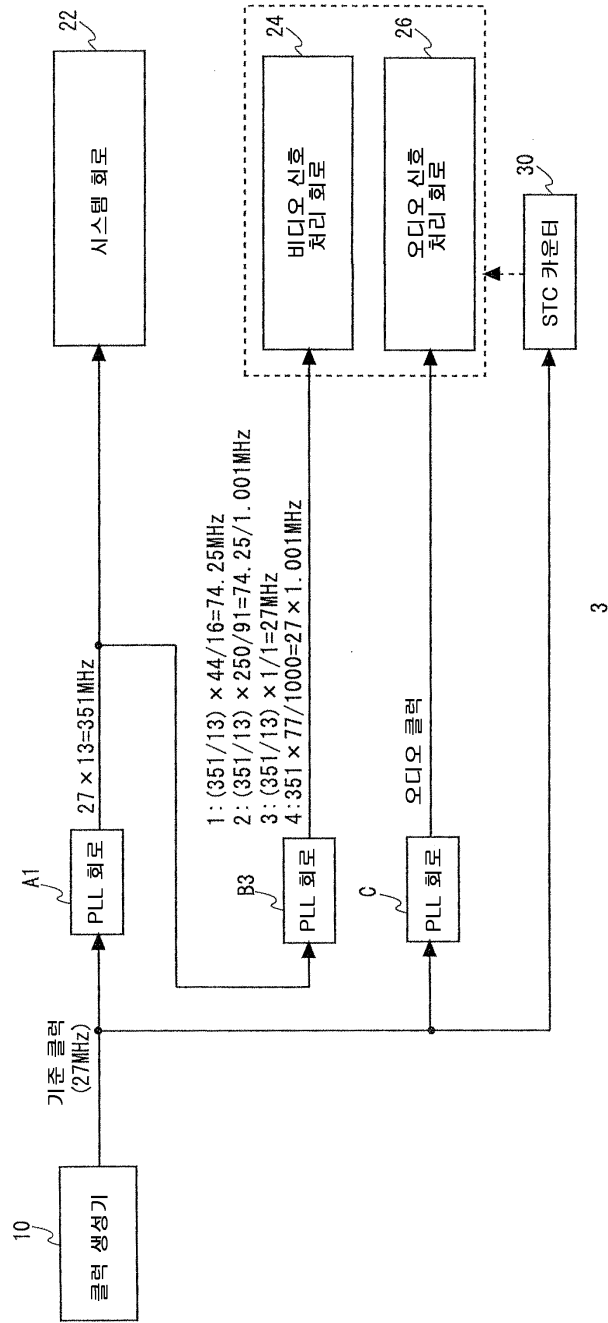 10
클럭 생성기
기준 클럭
(27MHz)
A1
PLL 회로
27×13=351MHz
22
시스템 회로
B3
PLL 회로
1:(351/13)×44/16=74.25MHz
2:(351/13)×250/91=74.25/1.001MHz
3:(351/13)×1/1=27MHz
4:351×77/1000=27×1.001MHz
24
비디오 신호
처리 회로
C
PLL 회로
오디오 클럭
26
오디오 신호
처리 회로
30
STC 카운터
3